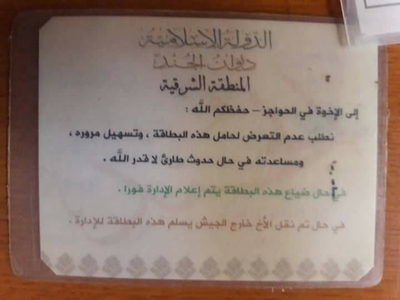 الدولة الإسلامية
ديوان الجند
المنطقة الشرقية
إلى الإخوة في الحواجز - حفظكم الله :
نطلب عدم التعرض لحامل هذه البطاقة ، وتسهيل مروره ،
ومساعدته في حال حدوث طارئ لا قدر الله .
في حال ضياع هذه البطاقة يتم إعلام الإدارة فورا .
في حال تم نقل الأخ خارج الجيش يسلم هذه البطاقة للإدارة .